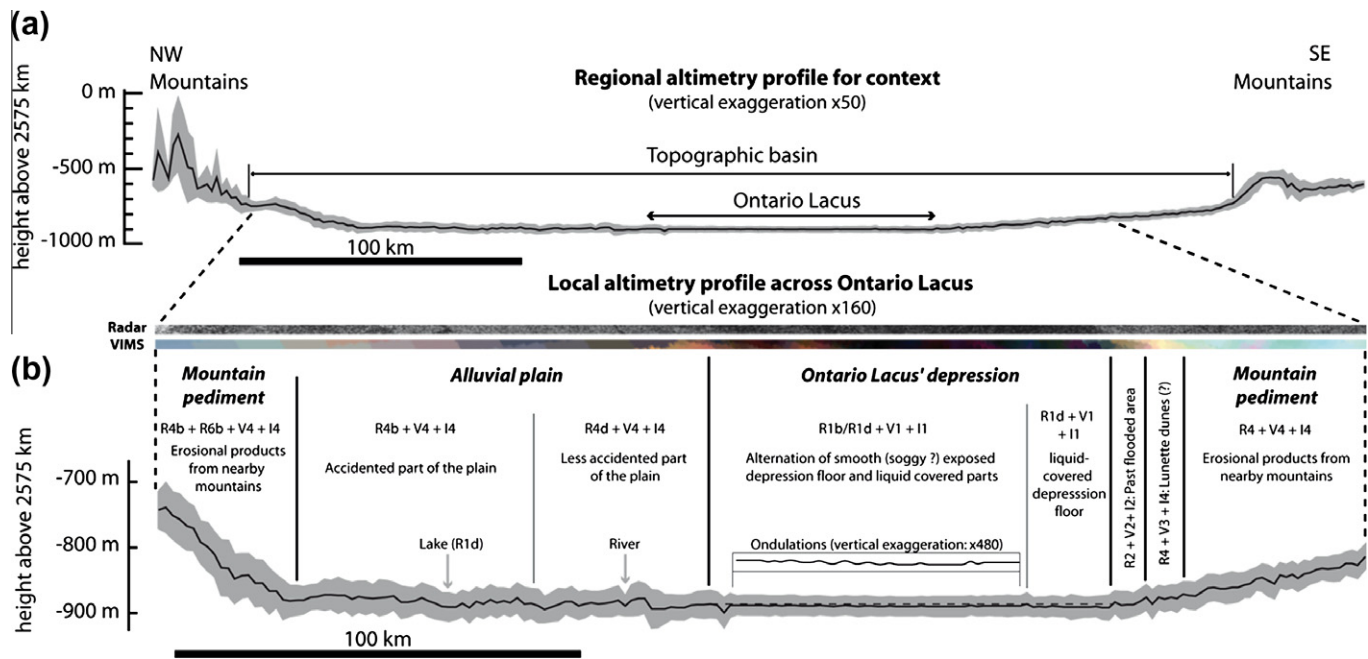 (a)
NW
Mountains
SE
Mountains
Regional altimetry profile for context
(vertical exaggeration x50)
height above 2575 km
0 m
-500 m
-1000 m
Topographic basin
Ontario Lacus
100 km
Local altimetry profile across Ontario Lacus
(vertical exaggeration x160)
Radar
VIMS
(b)
Mountain
pediment
R4b + R6b + V4 + I4
Erosional products
from nearby
mountains
Alluvial plain
R4b + V4 + I4
Accidented part of the plain
R4d + V4 + I4
Less accidented part
of the plain
Ontario Lacus' depression
R1b/R1d + V1 + I1
Alternation of smooth (soggy ?) exposed
depression floor and liquid covered parts
R1d + V1
+ I1
liquid-
covered
depresssion
floor
R2 + V2 + I2: Past flooded area
R4 + V3 + I4: Lunette dunes (?)
Mountain
pediment
R4 + V4 + I4
Erosional products from
nearby mountains
height above 2575 km
-700 m
-800 m
-900 m
Lake (R1d)
River
Ondulations (vertical exaggeration: x480)
100 km